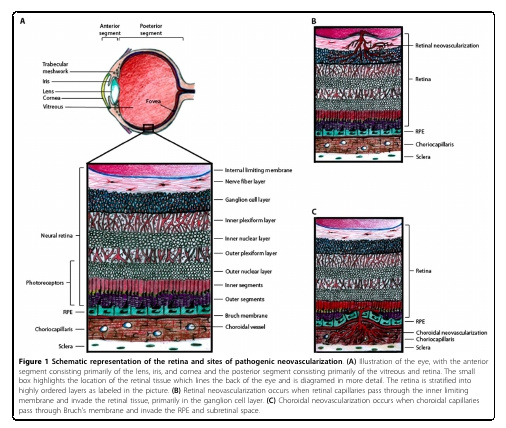 A
Anterior segment
Posterior segment
Trabecular meshwork
Iris
Lens
Cornea
Vitreous
Fovea
Internal limiting membrane
Nerve fiber layer
Ganglion cell layer
Inner plexiform layer
Inner nuclear layer
Outer plexiform layer
Outer nuclear layer
Inner segments
Outer segments
Bruch membrane
Choroidal vessel
Neural retina
Photoreceptors
RPE
Choriocapillaris
Sclera
B
Retinal neovascularization
Retina
RPE
Choriocapillaris
Sclera
C
Retina
RPE
Choroidal neovascularization
Choriocapillaris
Sclera
Figure 1 Schematic representation of the retina and sites of pathogenic neovascularization. (A) Illustration of the eye, with the anterior
segment consisting primarily of the lens, iris, and cornea and the posterior segment consisting primarily of the vitreous and retina. The small
box highlights the location of the retinal tissue which lines the back of the eye and is diagramed in more detail. The retina is stratified into
highly ordered layers as labeled in the picture. (B) Retinal neovascularization occurs when retinal capillaries pass through the inner limiting
membrane and invade the retinal tissue, primarily in the ganglion cell layer. (C) Choroidal neovascularization occurs when choroidal capillaries
pass through Bruch's membrane and invade the RPE and subretinal space.